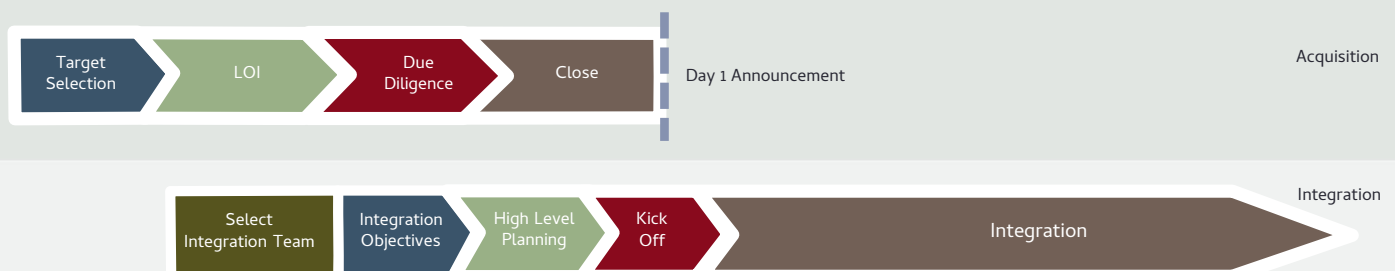 Target
Selection
LOI
Due
Diligence
Close
Day 1 Announcement
Acquisition
Select
Integration Team
Integration
Objectives
High Level
Planning
Kick
Off
Integration
Integration